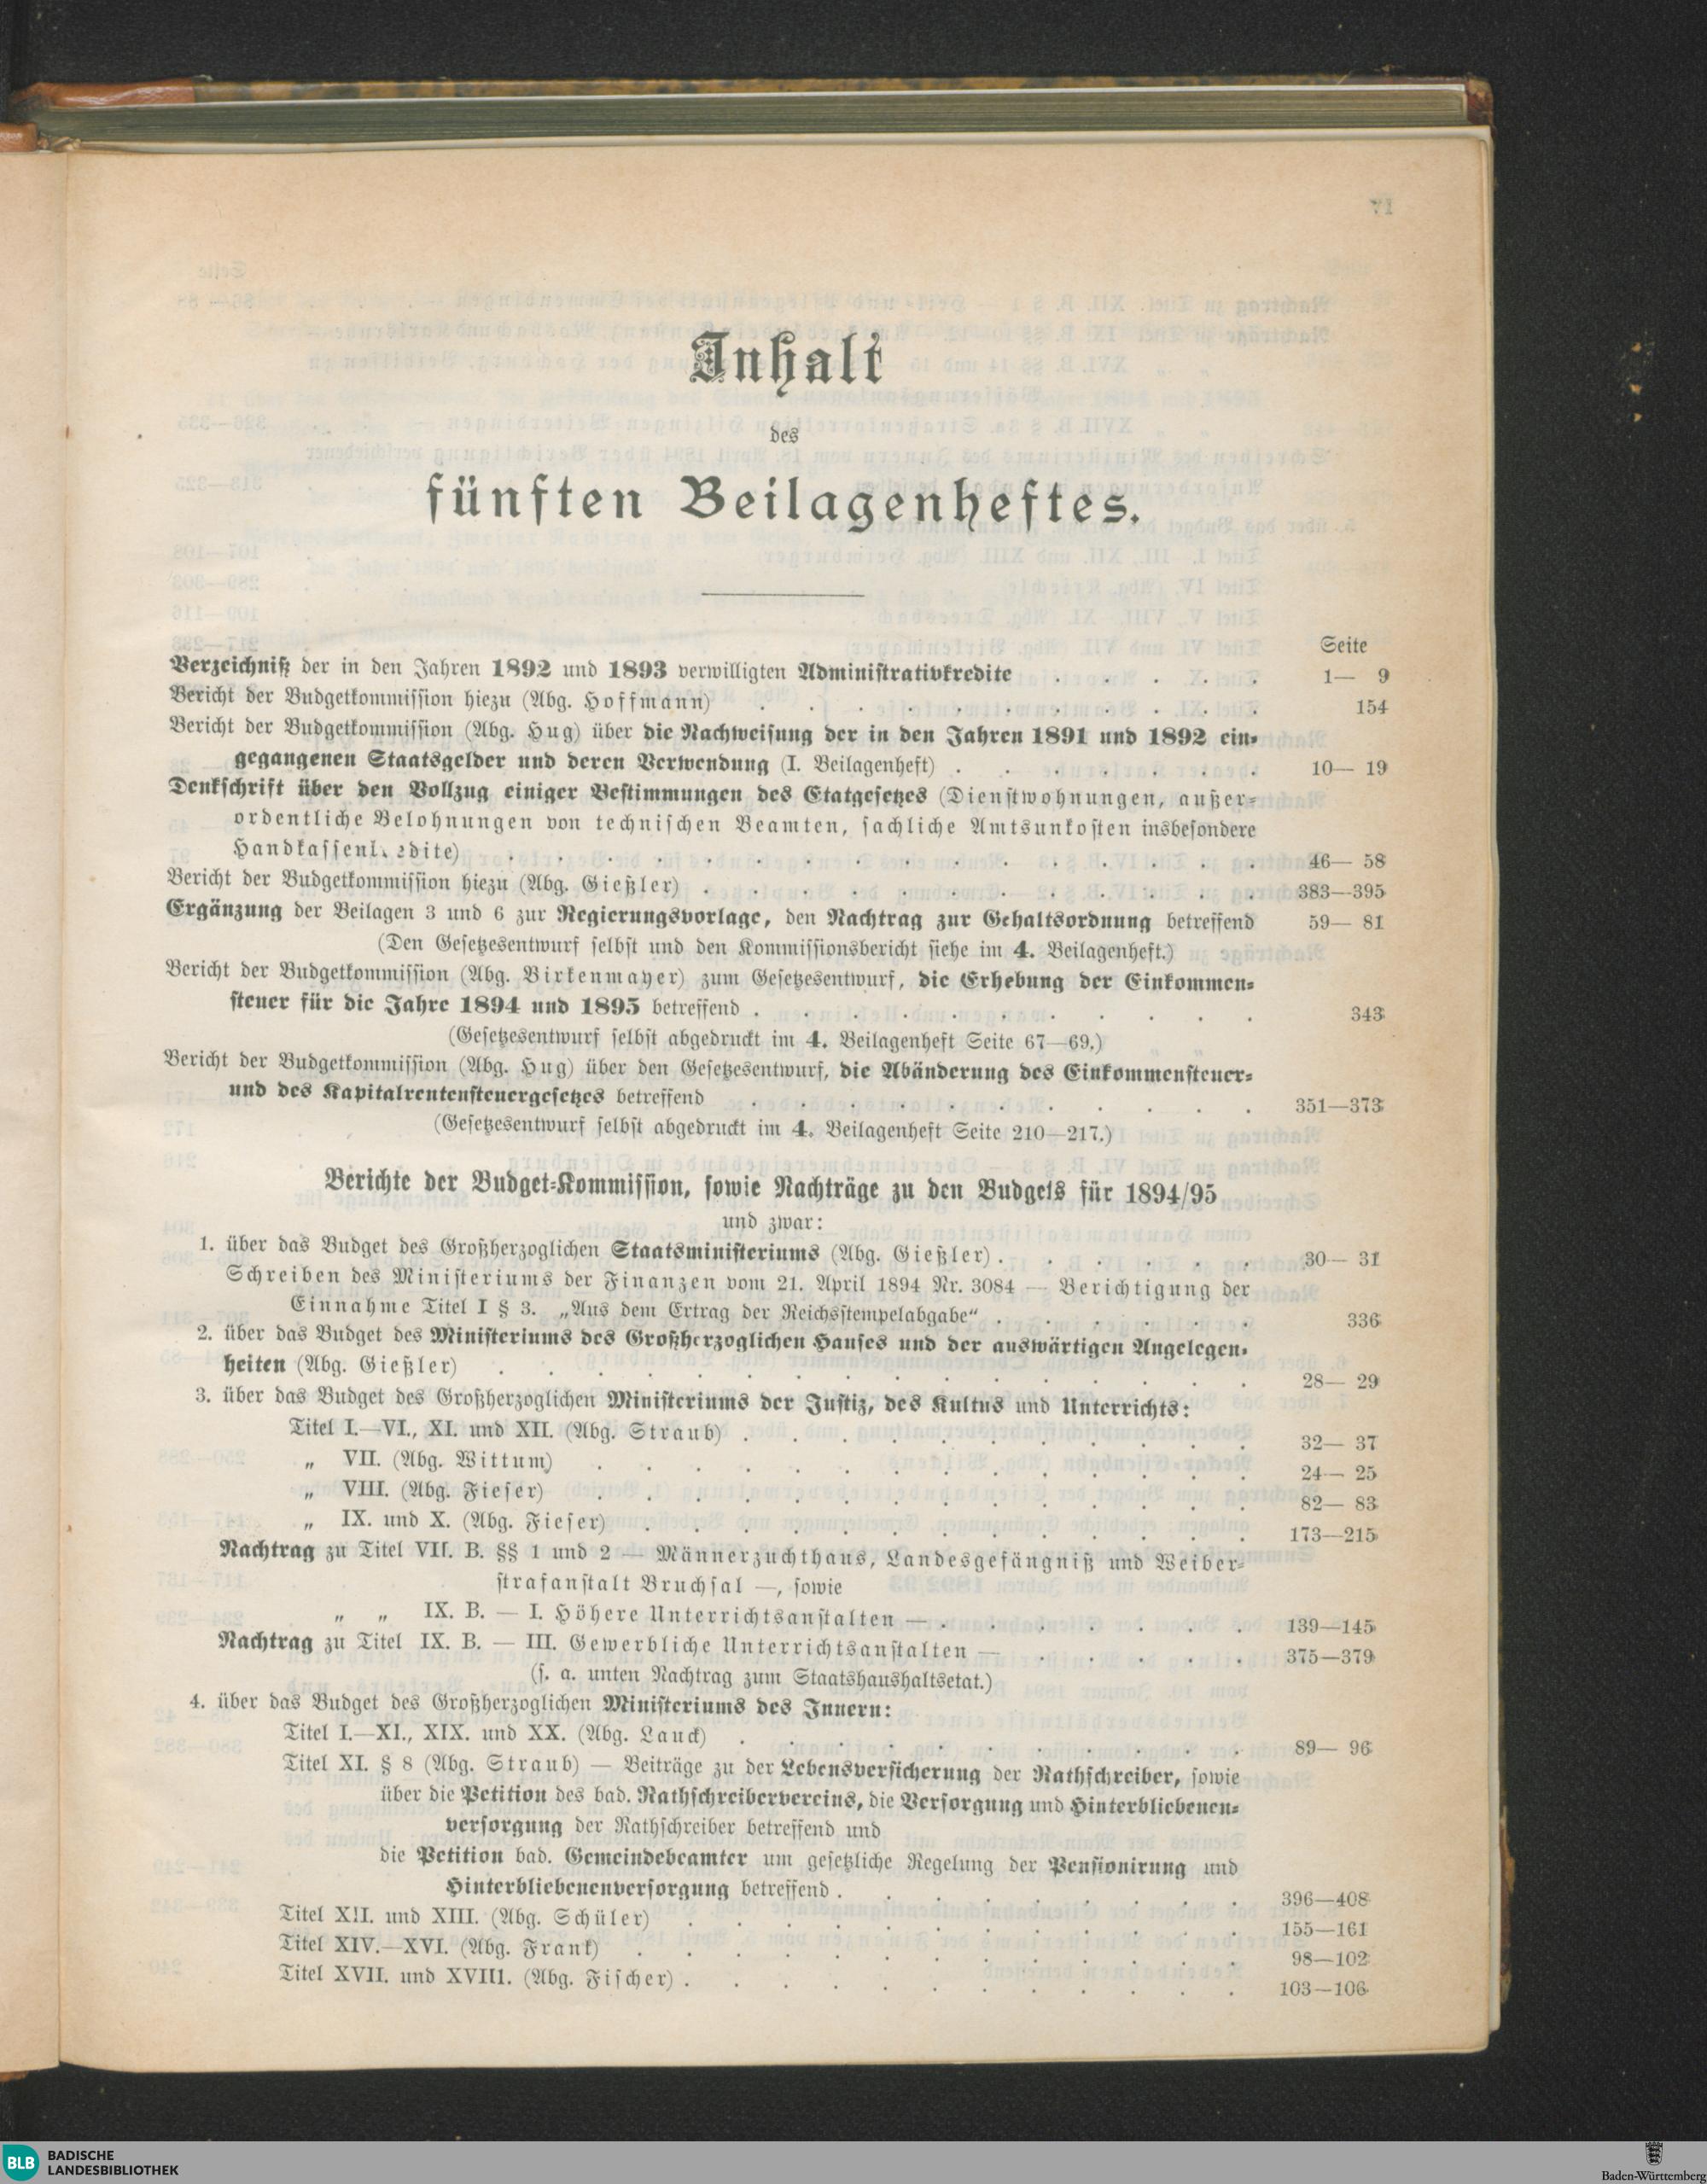 Inhalt
des
fünften Beilagenheftes.
Seite
Verzeichniß der in den Jahren 1892 und 1893 verwilligten Administrativkredite . . . . . 1— 9
Bericht der Budgetkommission hiezu (Abg. Hoffmann) . . . . . . . . . . . 154
Bericht der Budgetkommission (Abg. Hug) über die Nachweisung der in den Jahren 1891 und 1892 ein-
gegangenen Staatsgelder und deren Verwendung (I. Beilagenheft) . . . . . . . 10— 19
Denkschrift über den Vollzug einiger Bestimmungen des Etatgesetzes (Dienstwohnungen, außer-
ordentliche Belohnungen von technischen Beamten, sachliche Amtsunkosten insbesondere
Handkassenkredite) . . . . . . . . . . . . . . . . 46— 58
Bericht der Budgetkommission hiezu (Abg. Gießler) . . . . . . . . . . . . 383—395
Ergänzung der Beilagen 3 und 6 zur Regierungsvorlage, den Nachtrag zur Gehaltsordnung betreffend 59— 81
(Den Gesetzesentwurf selbst und den Kommissionsbericht siehe im 4. Beilagenheft.)
Bericht der Budgetkommission (Abg. Birkenmayer) zum Gesetzesentwurf, die Erhebung der Einkommen-
steuer für die Jahre 1894 und 1895 betreffend . . . . . . . . . . . 343
(Gesetzesentwurf selbst abgedruckt im 4. Beilagenheft Seite 67—69.)
Bericht der Budgetkommission (Abg. Hug) über den Gesetzesentwurf, die Abänderung des Einkommensteuer-
und des Kapitalrentensteuergesetzes betreffend . . . . . . . . . . . 351—373
(Gesetzesentwurf selbst abgedruckt im 4. Beilagenheft Seite 210—217.)
Berichte der Budget-Kommission, sowie Nachträge zu den Budgets für 1894/95
und zwar:
1. über das Budget des Großherzoglichen Staatsministeriums (Abg. Gießler) . . . . . . 30— 31
Schreiben des Ministeriums der Finanzen vom 21. April 1894 Nr. 3084 — Berichtigung der
Einnahme Titel I § 3. „Aus dem Ertrag der Reichsstempelabgabe“ . . . . . . 336
2. über das Budget des Ministeriums des Großherzoglichen Hauses und der auswärtigen Angelegen-
heiten (Abg. Gießler) . . . . . . . . . . . . . . . . 28— 29
3. über das Budget des Großherzoglichen Ministeriums der Justiz, des Kultus und Unterrichts:
Titel I.—VI., XI. und XII. (Abg. Straub) . . . . . . . . . . . 32— 37
„ VII. (Abg. Wittum) . . . . . . . . . . . . . . 24— 25
„ VIII. (Abg. Fieser) . . . . . . . . . . . . . . 82— 83
„ IX. und X. (Abg. Fieser) . . . . . . . . . . . . . 173—215
Nachtrag zu Titel VII. B. §§ 1 und 2 — Männerzuchthaus, Landesgefängniß und Weiber-
strafanstalt Bruchsal —, sowie
„ „ IX. B. — I. Höhere Unterrichtsanstalten — . . . . . . . 139—145
Nachtrag zu Titel IX. B. — III. Gewerbliche Unterrichtsanstalten — . . . . . 375—379
(s. a. unten Nachtrag zum Staatshaushaltsetat.)
4. über das Budget des Großherzoglichen Ministeriums des Innern:
Titel I.—XI., XIX. und XX. (Abg. Lauck) . . . . . . . . . . . 89— 96
Titel XI. § 8 (Abg. Straub) — Beiträge zu der Lebensversicherung der Rathschreiber, sowie
über die Petition des bad. Rathschreibervereins, die Versorgung und Hinterbliebenen-
versorgung der Rathschreiber betreffend und
die Petition bad. Gemeindebeamter um gesetzliche Regelung der Pensionirung und
Hinterbliebenenversorgung betreffend . . . . . . . . . 396—408
Titel XII. und XIII. (Abg. Schüler) . . . . . . . . . . . . 155—161
Titel XIV.—XVI. (Abg. Frank) . . . . . . . . . . . . . 98—102
Titel XVII. und XVIII. (Abg. Fischer) . . . . . . . . . . . . 103—106
BLB BADISCHE
LANDESBIBLIOTHEK
Baden-Württemberg